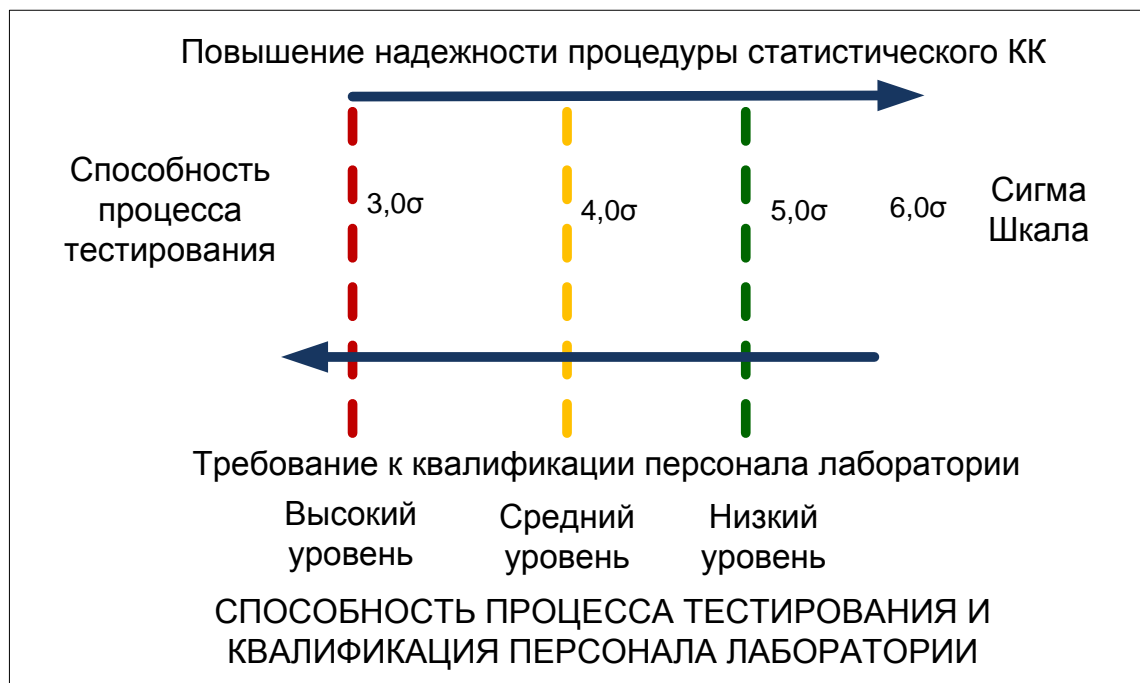 Повышение надежности процедуры статистического КК
Способность
процесса
тестирования
3,0σ
4,0σ
5,0σ
6,0σ
Сигма
Шкала
Требование к квалификации персонала лаборатории
Высокий
уровень
Средний
уровень
Низкий
уровень
СПОСОБНОСТЬ ПРОЦЕССА ТЕСТИРОВАНИЯ И
КВАЛИФИКАЦИЯ ПЕРСОНАЛА ЛАБОРАТОРИИ